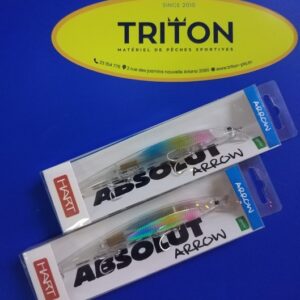 SINCE 2010
TRITON
MATÉRIEL DE PÊCHES SPORTIVES
ARROW
HART
ABSOLUT
ARROW
ARROW
HART
ABSOLUT
ARROW